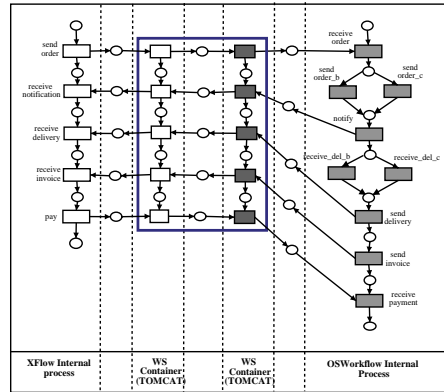 send
order
receive
notification
receive
delivery
receive
invoice
pay
receive
order
send
order_b
send
order_c
notify
receive_del_b
receive_del_c
send
delivery
send
invoice
receive
payment
XFlow Internal
process
WS
Container
(TOMCAT)
WS
Container
(TOMCAT)
OSWorkflow Internal
Process